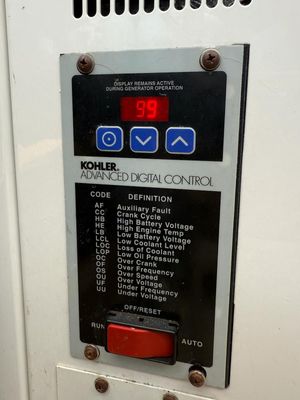 DISPLAY REMAINS ACTIVE
DURING GENERATOR OPERATION
99
KOHLER
ADVANCED DIGITAL CONTROL
CODE DEFINITION
AF Auxiliary Fault
CC Crank Cycle
HB High Battery Voltage
HE High Engine Temp
LB Low Battery Voltage
LCL Low Coolant Level
LOC Loss of Coolant
LOP Low Oil Pressure
OC Over Crank
OF Over Frequency
OS Over Speed
OU Over Voltage
UF Under Frequency
UU Under Voltage
OFF/RESET
RUN AUTO